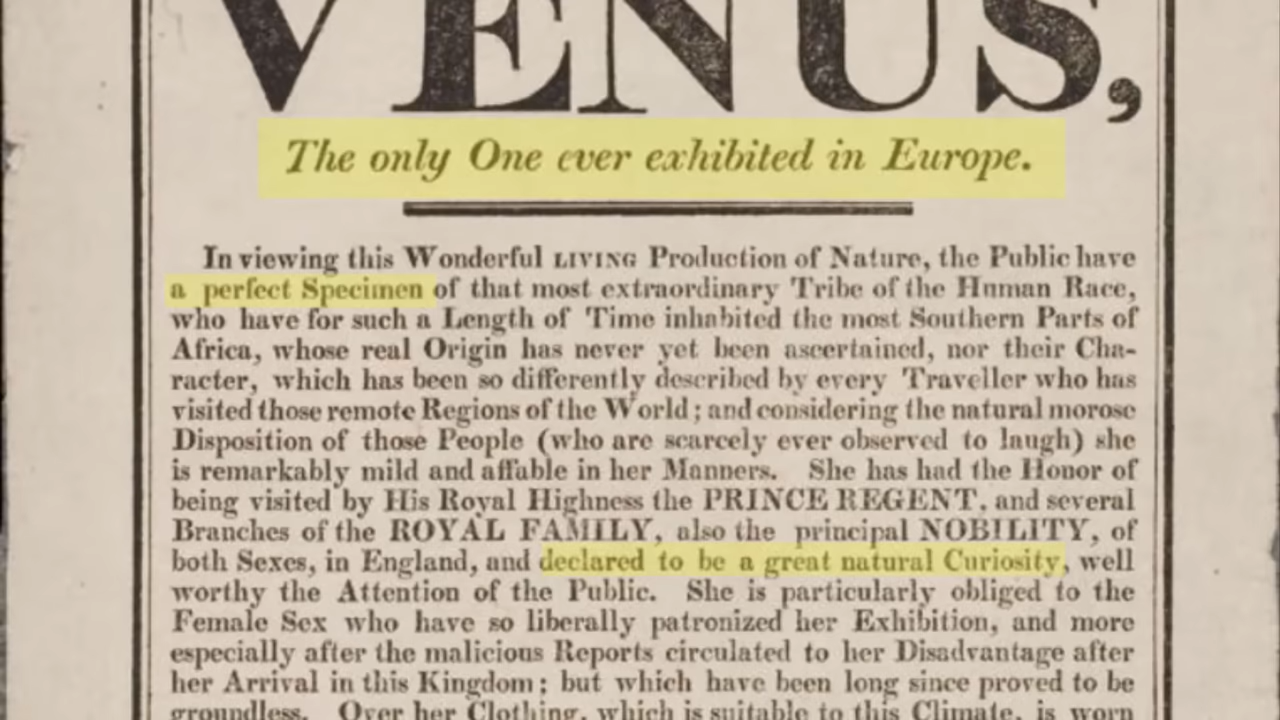 VENUS,
The only One ever exhibited in Europe.
In viewing this Wonderful LIVING Production of Nature, the Public have
a perfect Specimen of that most extraordinary Tribe of the Human Race,
who have for such a Length of Time inhabited the most Southern Parts of
Africa, whose real Origin has never yet been ascertained, nor their Cha-
racter, which has been so differently described by every Traveller who has
visited those remote Regions of the World; and considering the natural morose
Disposition of those People (who are scarcely ever observed to laugh) she
is remarkably mild and affable in her Manners. She has had the Honor of
being visited by His Royal Highness the PRINCE REGENT, and several
Branches of the ROYAL FAMILY, also the principal NOBILITY, of
both Sexes, in England, and declared to be a great natural Curiosity, well
worthy the Attention of the Public. She is particularly obliged to the
Female Sex who have so liberally patronized her Exhibition, and more
especially after the malicious Reports circulated to her Disadvantage after
her Arrival in this Kingdom; but which have been long since proved to be
groundless. Over her Clothing, which is suitable to this Climate, is worn